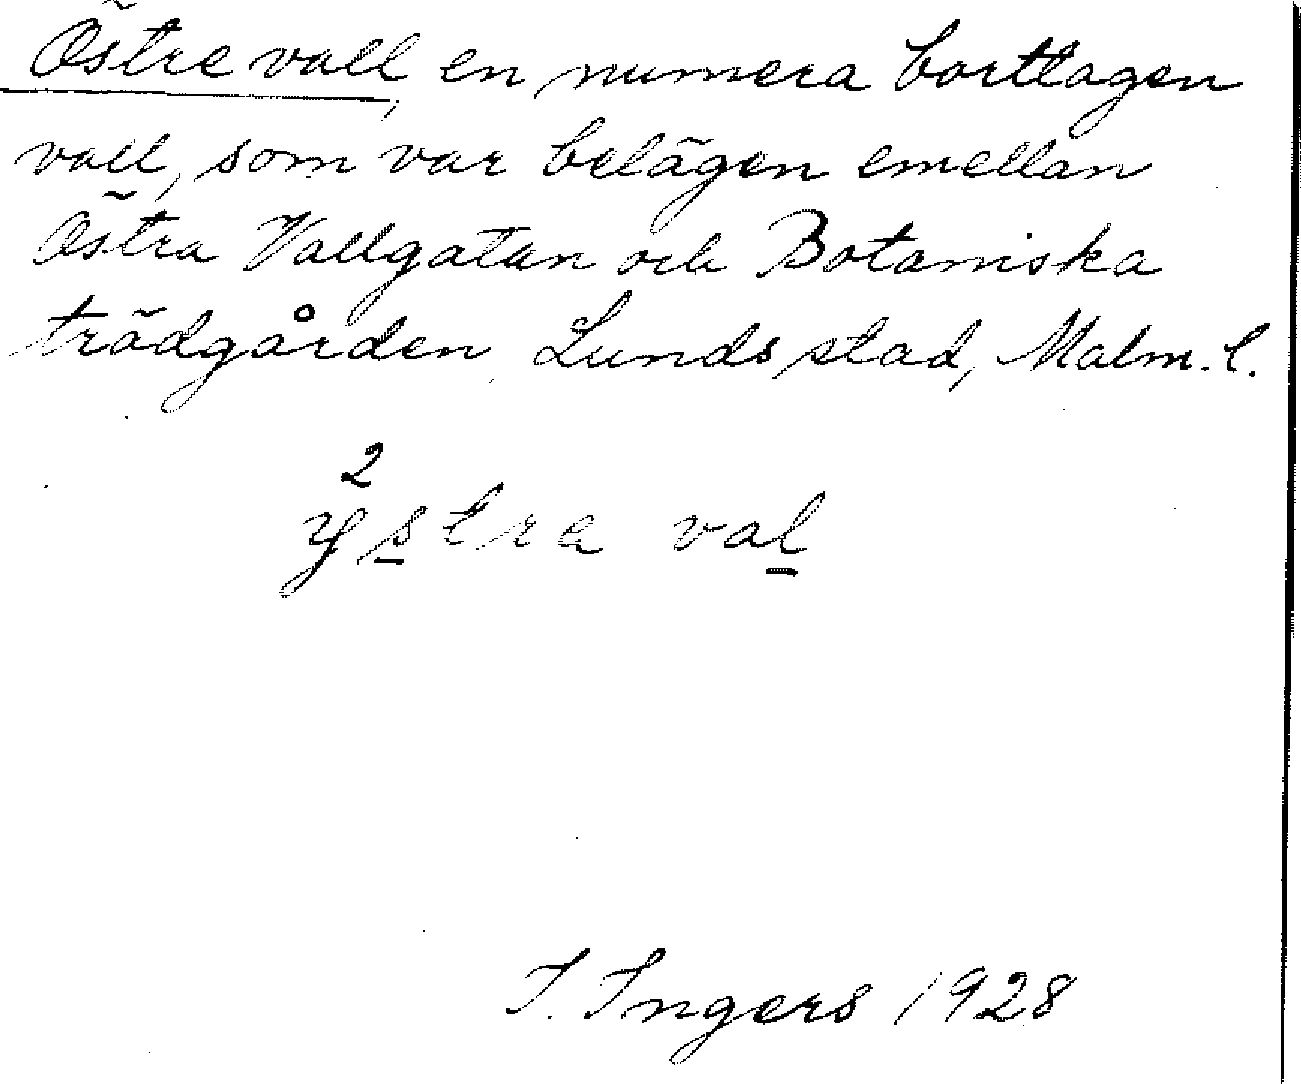 Östre vall, en numera borttagen
vall, som var belägen emellan
Östra Vallgatan och Botaniska
trädgården, Lunds stad, Malm. l.
2
ystra val
I. Ingers 1928